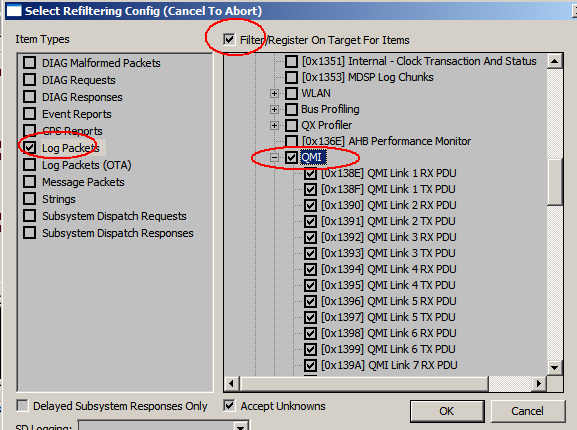 Select Refiltering Config (Cancel To Abort)
Item Types
Filter/Register On Target For Items
DIAG Malformed Packets
DIAG Requests
DIAG Responses
Event Reports
GPS Reports
Log Packets
Log Packets (OTA)
Message Packets
Strings
Subsystem Dispatch Requests
Subsystem Dispatch Responses
[0x1351] Internal - Clock Transaction And Status
[0x1353] MDSP Log Chunks
WLAN
Bus Profiling
QX Profiler
[0x136E] AHB Performance Monitor
QMI
[0x138E] QMI Link 1 RX PDU
[0x138F] QMI Link 1 TX PDU
[0x1390] QMI Link 2 RX PDU
[0x1391] QMI Link 2 TX PDU
[0x1392] QMI Link 3 RX PDU
[0x1393] QMI Link 3 TX PDU
[0x1394] QMI Link 4 RX PDU
[0x1395] QMI Link 4 TX PDU
[0x1396] QMI Link 5 RX PDU
[0x1397] QMI Link 5 TX PDU
[0x1398] QMI Link 6 RX PDU
[0x1399] QMI Link 6 TX PDU
[0x139A] QMI Link 7 RX PDU
Delayed Subsystem Responses Only
Accept Unknowns
OK
Cancel
SD Logging: